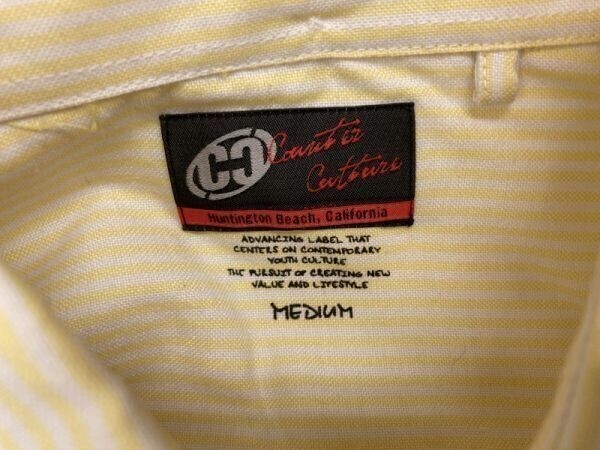 CC
Counter
Culture
Huntington Beach, California
ADVANCING LABEL THAT
CENTERS ON CONTEMPORARY
YOUTH CULTURE
THE PURSUIT OF CREATING NEW
VALUE AND LIFESTYLE
MEDIUM